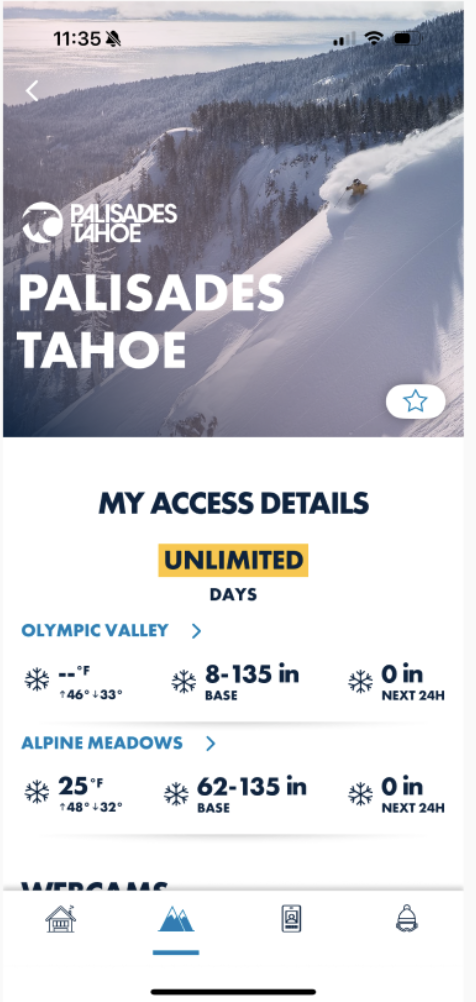 11:35
PALISADES
TAHOE
PALISADES
TAHOE
MY ACCESS DETAILS
UNLIMITED
DAYS
OLYMPIC VALLEY >
--°F
↑46°↓33°
8-135 in
BASE
0 in
NEXT 24H
ALPINE MEADOWS >
25°F
↑48°↓32°
62-135 in
BASE
0 in
NEXT 24H
WEBCAMS